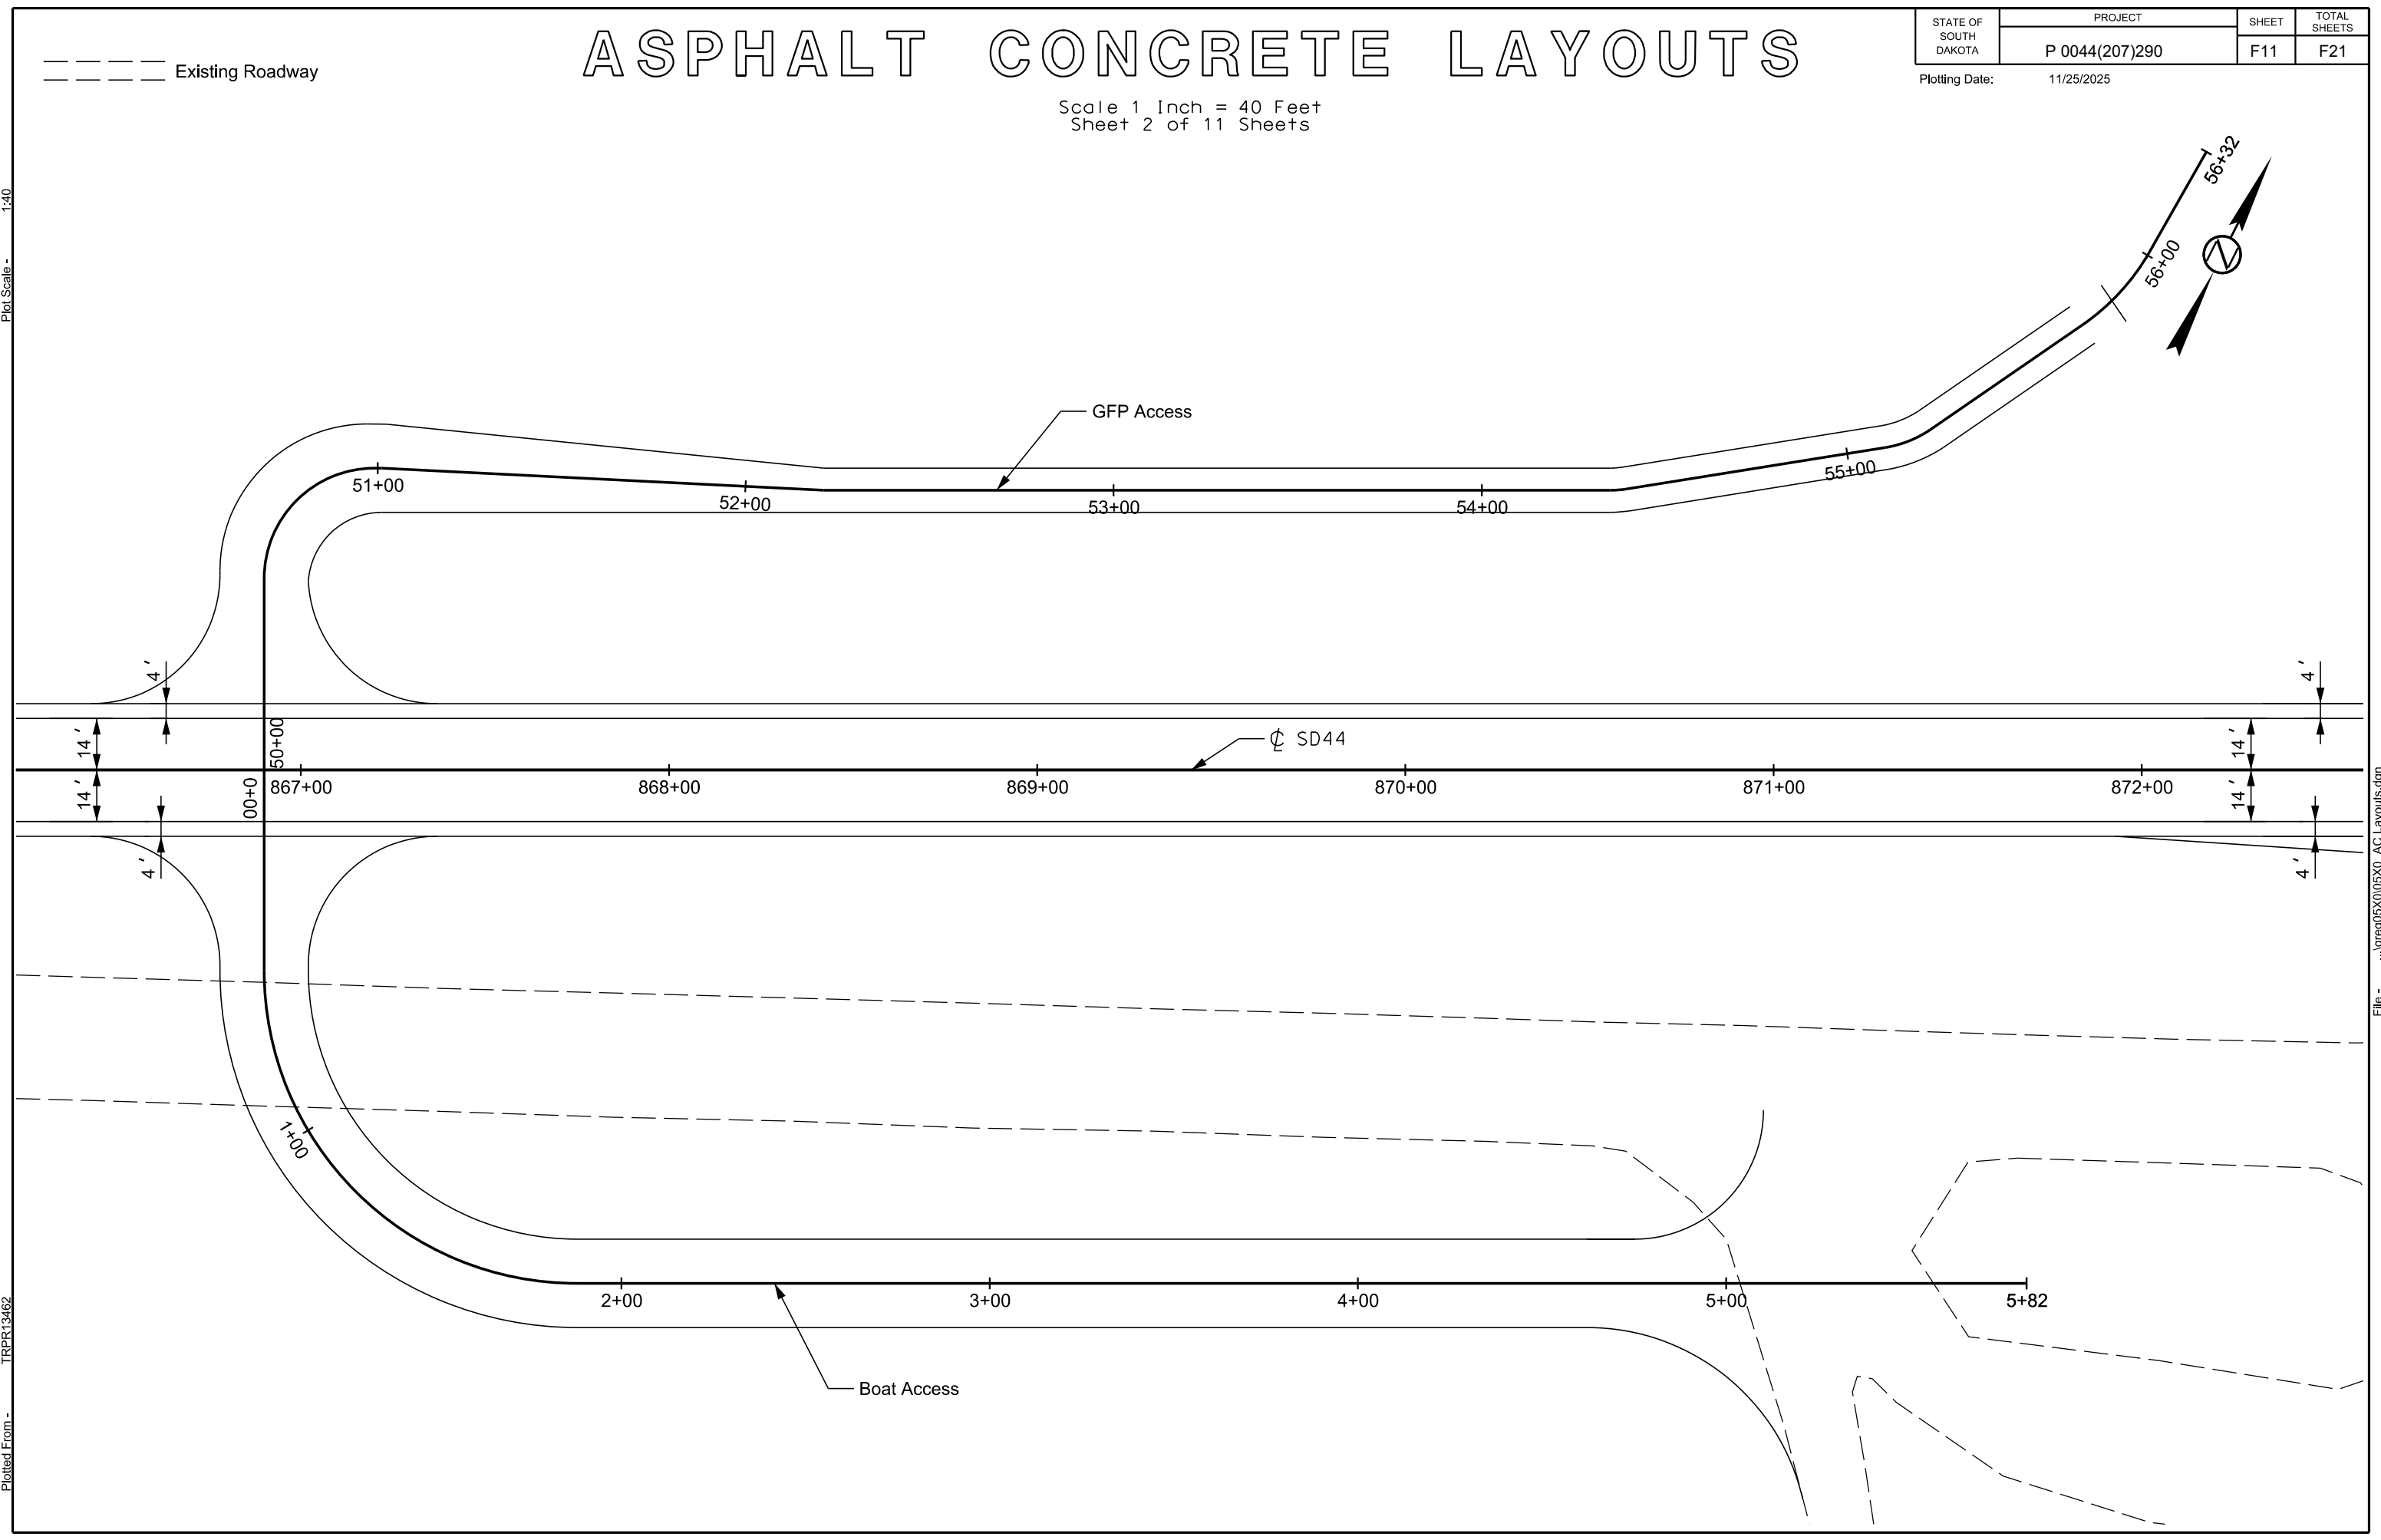 ASPHALT CONCRETE LAYOUTS
Scale 1 Inch = 40 Feet
Sheet 2 of 11 Sheets
Existing Roadway
STATE OF
SOUTH
DAKOTA
PROJECT
P 0044(207)290
SHEET
F11
TOTAL
SHEETS
F21
Plotting Date:
11/25/2025
Plot Scale -
1:40
56+32
N
56+00
GFP Access
51+00
52+00
53+00
54+00
55+00
4'
4'
14'
50+00
℄ SD44
14'
14'
0+00
867+00
868+00
869+00
870+00
871+00
872+00
14'
4'
4'
1+00
2+00
3+00
4+00
5+00
5+82
Boat Access
Plotted From -
TRPR13462
File -
...\greg05X0\05X0_AC Layouts.dgn